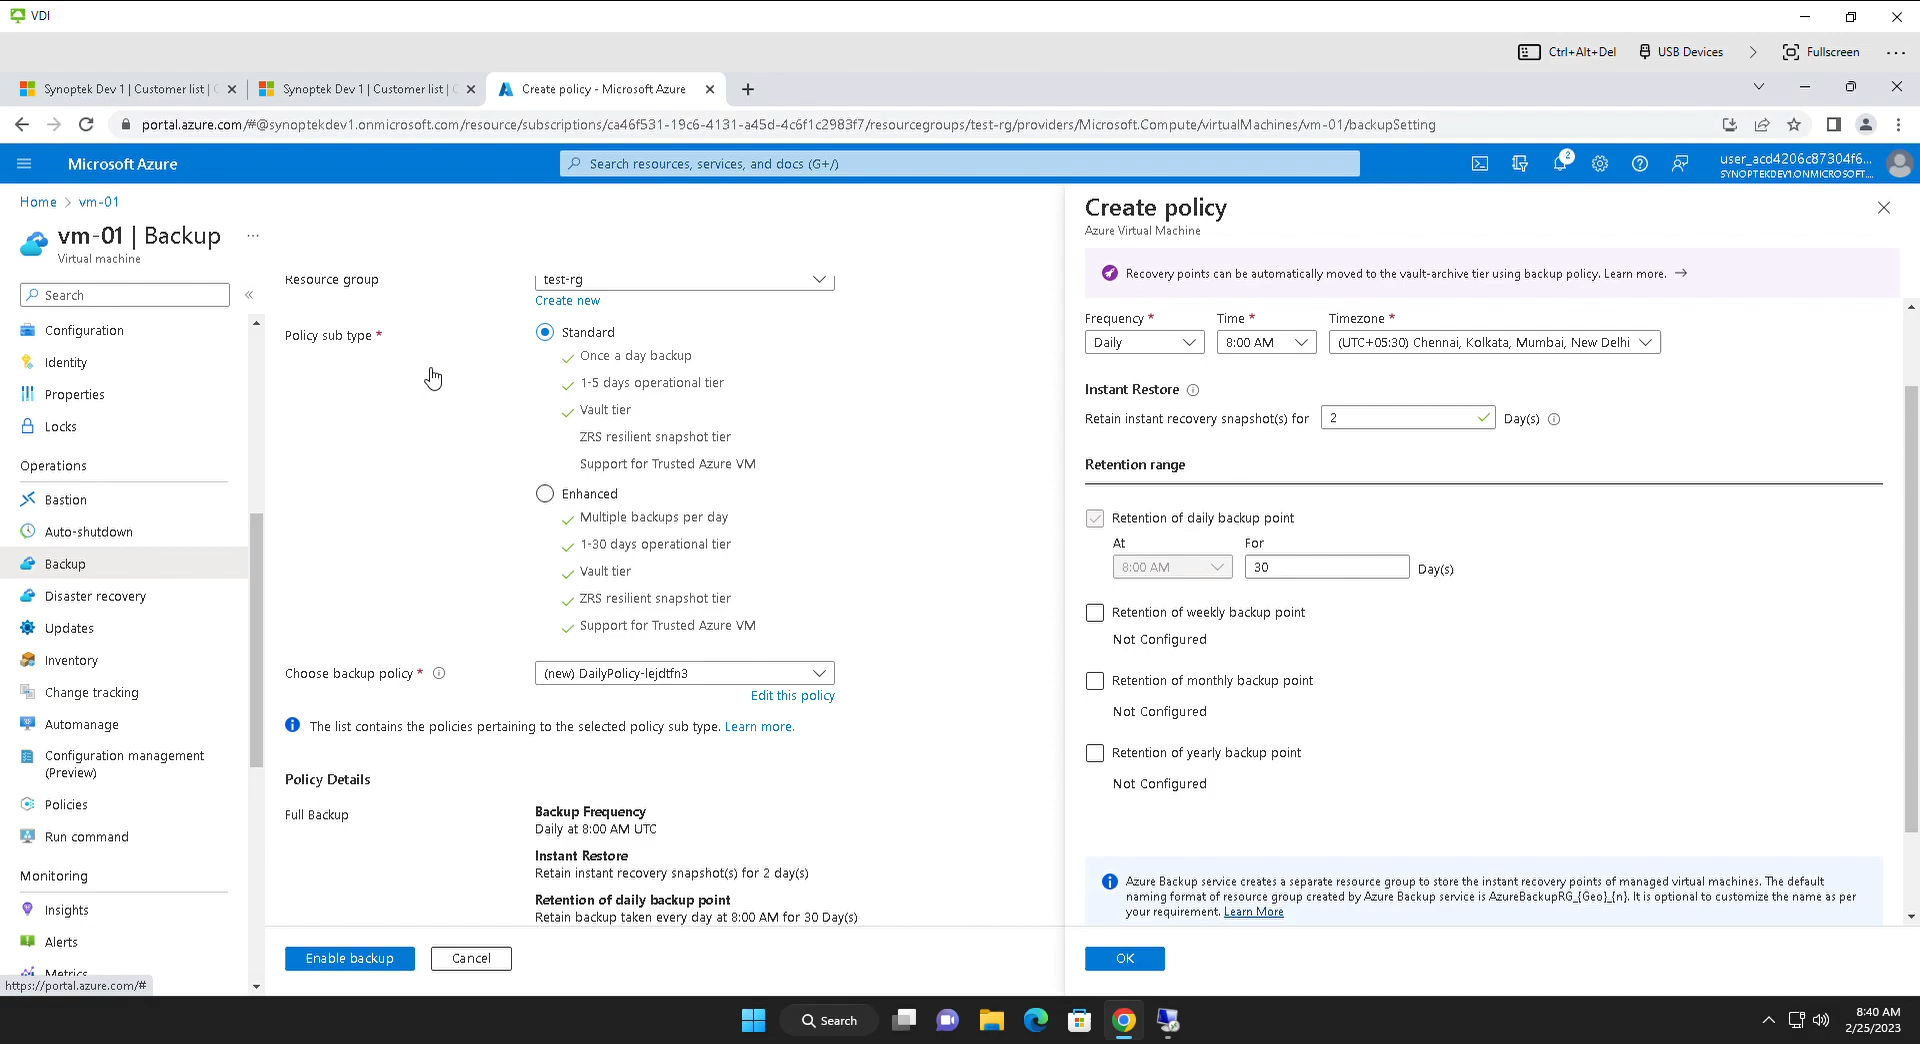 VDI
Ctrl+Alt+Del
USB Devices
Fullscreen
Synoptek Dev 1 | Customer list | C
Synoptek Dev 1 | Customer list | C
Create policy - Microsoft Azure
portal.azure.com/#@synoptekdev1.onmicrosoft.com/resource/subscriptions/ca46f531-19c6-4131-a45d-4c6f1c2983f7/resourcegroups/test-rg/providers/Microsoft.Compute/virtualMachines/vm-01/backupSetting
Microsoft Azure
Search resources, services, and docs (G+/)
2
user_acd4206c87304f6...
SYNOPTEKDEV1.ONMICROSOFT....
Home > vm-01
vm-01 | Backup ...
Virtual machine
Search
Configuration
Identity
Properties
Locks
Operations
Bastion
Auto-shutdown
Backup
Disaster recovery
Updates
Inventory
Change tracking
Automanage
Configuration management
(Preview)
Policies
Run command
Monitoring
Insights
Alerts
Metrics
https://portal.azure.com/#
Resource group
test-rg
Create new
Policy sub type *
Standard
Once a day backup
1-5 days operational tier
Vault tier
ZRS resilient snapshot tier
Support for Trusted Azure VM
Enhanced
Multiple backups per day
1-30 days operational tier
Vault tier
ZRS resilient snapshot tier
Support for Trusted Azure VM
Choose backup policy *
(new) DailyPolicy-lejdtfn3
Edit this policy
The list contains the policies pertaining to the selected policy sub type. Learn more.
Policy Details
Full Backup
Backup Frequency
Daily at 8:00 AM UTC
Instant Restore
Retain instant recovery snapshot(s) for 2 day(s)
Retention of daily backup point
Retain backup taken every day at 8:00 AM for 30 Day(s)
Enable backup
Cancel
Create policy
Azure Virtual Machine
Recovery points can be automatically moved to the vault-archive tier using backup policy. Learn more. →
Frequency * Time * Timezone *
Daily 8:00 AM (UTC+05:30) Chennai, Kolkata, Mumbai, New Delhi
Instant Restore
Retain instant recovery snapshot(s) for 2 Day(s)
Retention range
Retention of daily backup point
At For
8:00 AM 30 Day(s)
Retention of weekly backup point
Not Configured
Retention of monthly backup point
Not Configured
Retention of yearly backup point
Not Configured
Azure Backup service creates a separate resource group to store the instant recovery points of managed virtual machines. The default
naming format of resource group created by Azure Backup service is AzureBackupRG_{Geo}_{n}. It is optional to customize the name as per
your requirement. Learn More
OK
Search
8:40 AM
2/25/2023